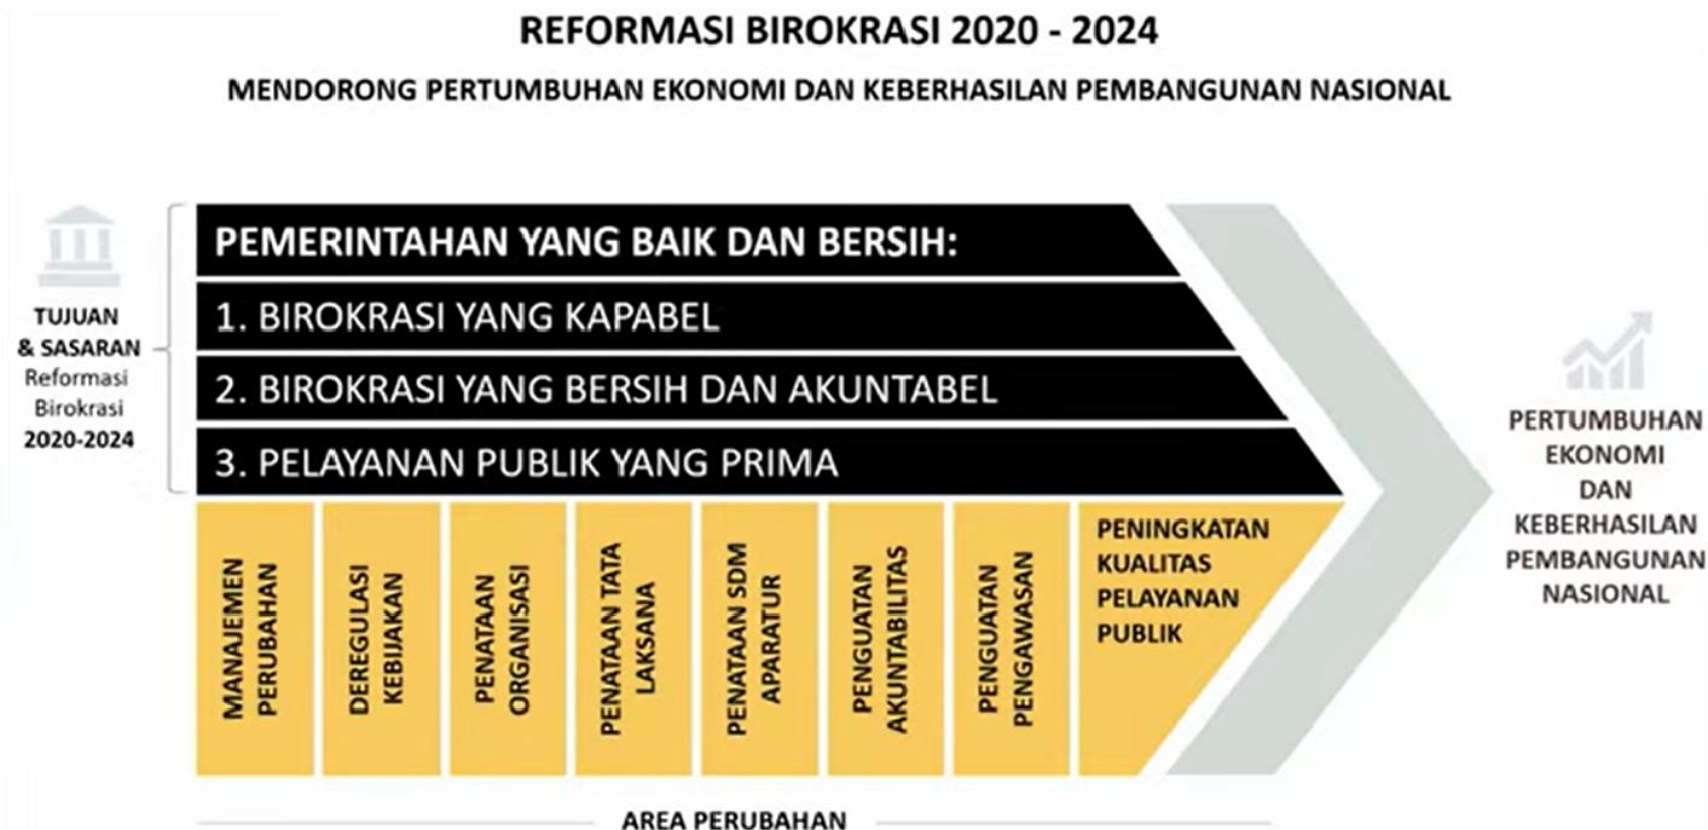 REFORMASI BIROKRASI 2020 - 2024
MENDORONG PERTUMBUHAN EKONOMI DAN KEBERHASILAN PEMBANGUNAN NASIONAL
TUJUAN
& SASARAN
Reformasi
Birokrasi
2020-2024
PEMERINTAHAN YANG BAIK DAN BERSIH:
1. BIROKRASI YANG KAPABEL
2. BIROKRASI YANG BERSIH DAN AKUNTABEL
3. PELAYANAN PUBLIK YANG PRIMA
MANAJEMEN
PERUBAHAN
DEREGULASI
KEBIJAKAN
PENATAAN
ORGANISASI
PENATAAN TATA
LAKSANA
PENATAAN SDM
APARATUR
PENGUATAN
AKUNTABILITAS
PENGUATAN
PENGAWASAN
PENINGKATAN
KUALITAS
PELAYANAN
PUBLIK
PERTUMBUHAN
EKONOMI
DAN
KEBERHASILAN
PEMBANGUNAN
NASIONAL
AREA PERUBAHAN